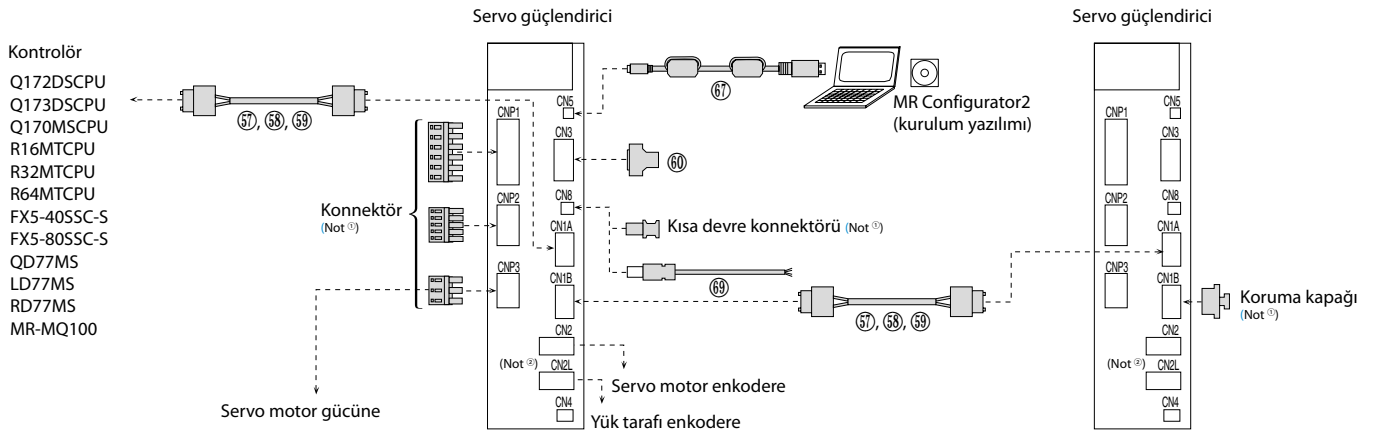 Servo güçlendirici
Servo güçlendirici
Kontrolör
Q172DSCPU
Q173DSCPU
Q170MSCPU
R16MTCPU
R32MTCPU
R64MTCPU
FX5-40SSC-S
FX5-80SSC-S
QD77MS
LD77MS
RD77MS
MR-MQ100
㊼, ㊽, ㊾
Konnektör
(Not ①)
CNP1
CNP2
CNP3
CN5
CN3
CN8
CN1A
CN1B
CN2
(Not ②)
CN2L
CN4
67
MR Configurator2
(kurulum yazılımı)
60
Kısa devre konnektörü (Not ①)
69
57, 58, 59
Servo motor enkodere
Yük tarafı enkodere
Servo motor gücüne
CNP1
CNP2
CNP3
CN5
CN3
CN8
CN1A
CN1B
CN2
(Not ②)
CN2L
CN4
Koruma kapağı
(Not ①)